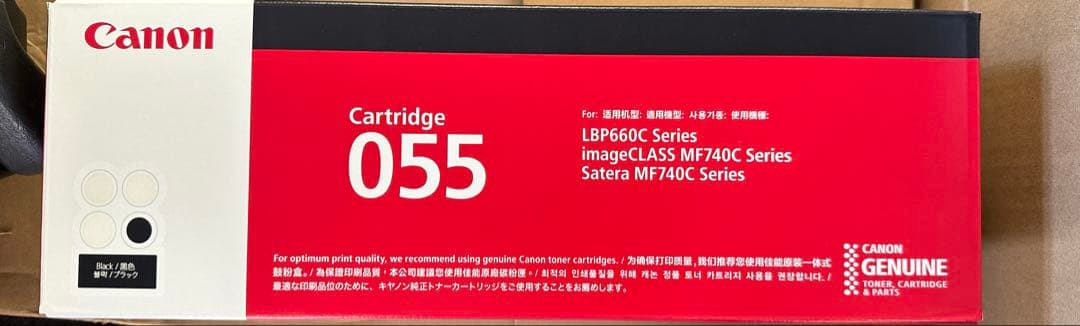 Canon
Cartridge
055
For: 适用机型: 適用機型: 사용기종: 使用機種:
LBP660C Series
imageCLASS MF740C Series
Satera MF740C Series
Black / 黑色
블랙 / ブラック
For optimum print quality, we recommend using genuine Canon toner cartridges. / 为确保打印质量，我们推荐您使用佳能原装一体式
鼓粉盒。/ 為保證印刷品質，本公司建議您使用佳能原廠碳粉匣。/ 최적의 인쇄품질을 위해 캐논 정품 토너 카트리지 사용을 권장합니다. /
最適な印刷品位のために、キヤノン純正トナーカートリッジをご使用することをお薦めします。
CANON
GENUINE
TONER, CARTRIDGE
& PARTS